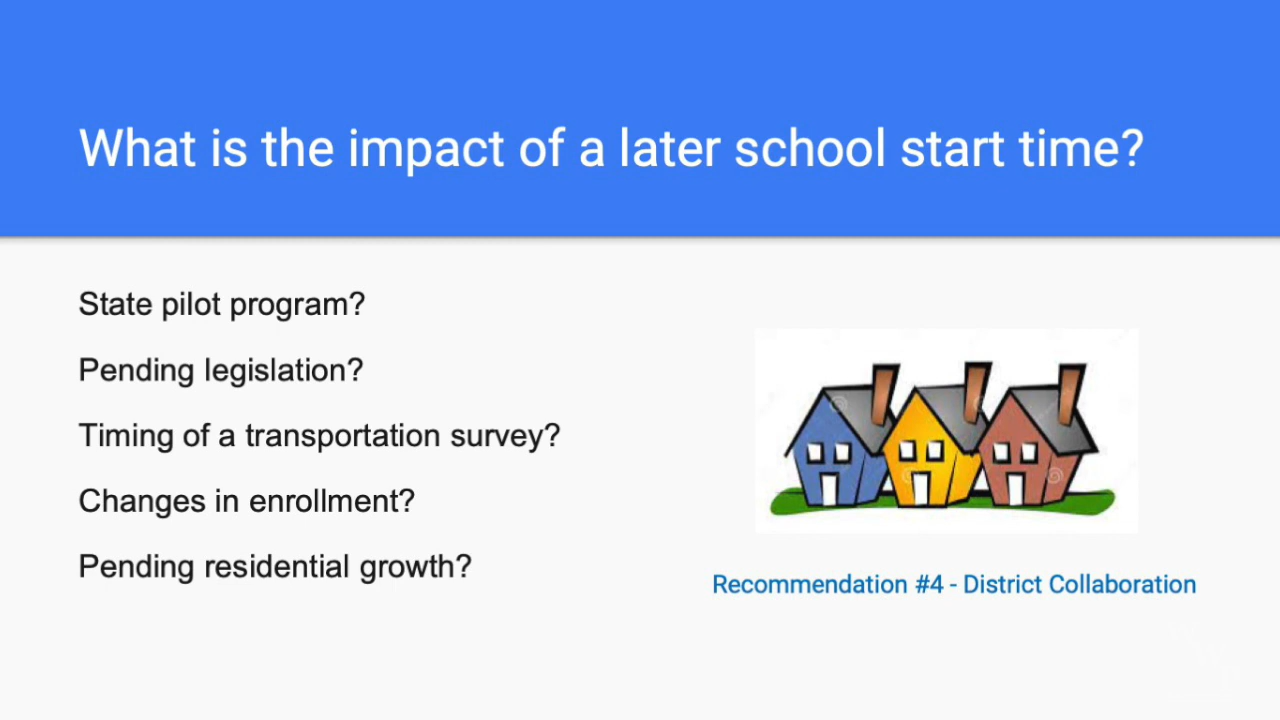 What is the impact of a later school start time?
State pilot program?
Pending legislation?
Timing of a transportation survey?
Changes in enrollment?
Pending residential growth?
Recommendation #4 - District Collaboration